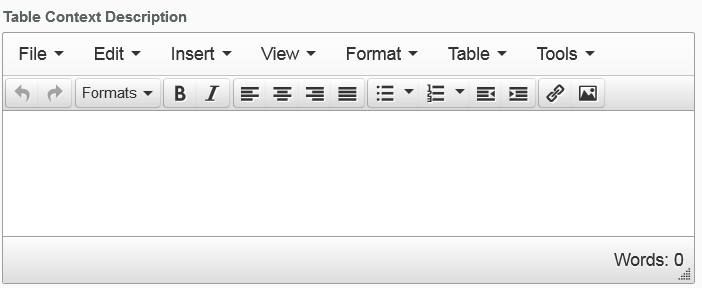 Table Context Description
File Edit Insert View Format Table Tools
Formats B I
Words: 0